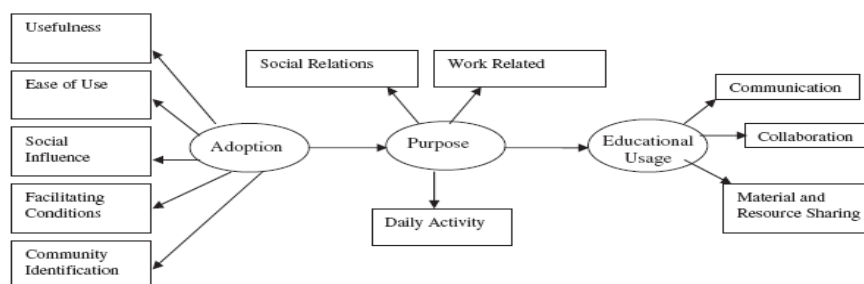 Usefulness
Ease of Use
Social
Influence
Facilitating
Conditions
Community
Identification
Adoption
Social Relations
Work Related
Purpose
Daily Activity
Educational
Usage
Communication
Collaboration
Material and
Resource Sharing